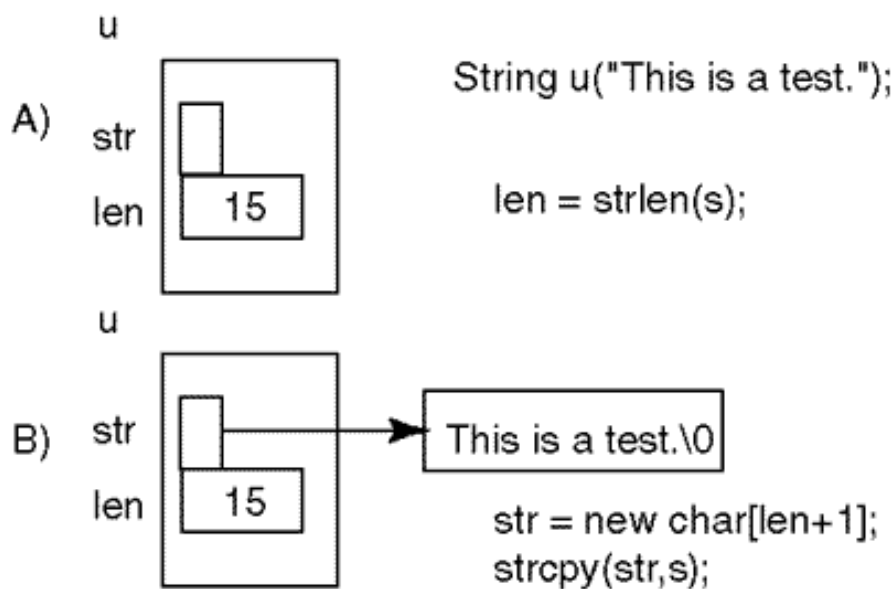 u
String u("This is a test.");
A)
str
len
15
len = strlen(s);
u
B)
str
This is a test.\0
len
15
str = new char[len+1];
strcpy(str,s);